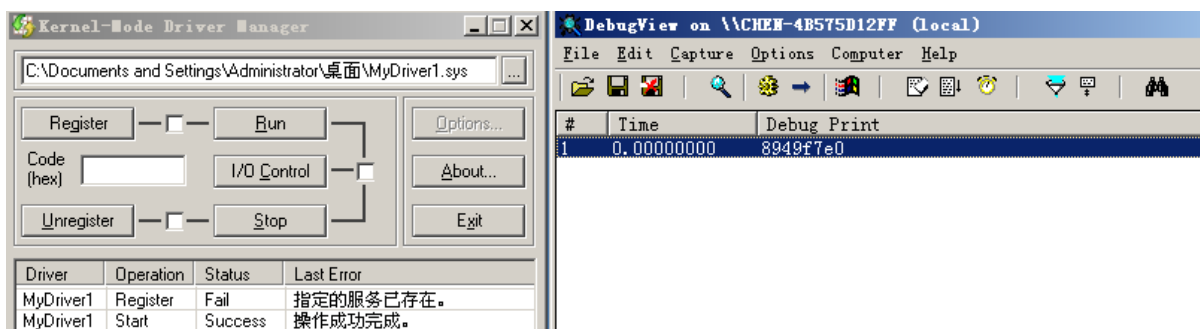 Kernel-Mode Driver Manager
C:\Documents and Settings\Administrator\桌面\MyDriver1.sys ...
Register Run Options...
Code
(hex) I/O Control About...
Unregister Stop Exit
Driver Operation Status Last Error
MyDriver1 Register Fail 指定的服务已存在。
MyDriver1 Start Success 操作成功完成。
DebugView on \\CHEN-4B575D12FF (local)
File Edit Capture Options Computer Help
# Time Debug Print
1 0.00000000 8949f7e0